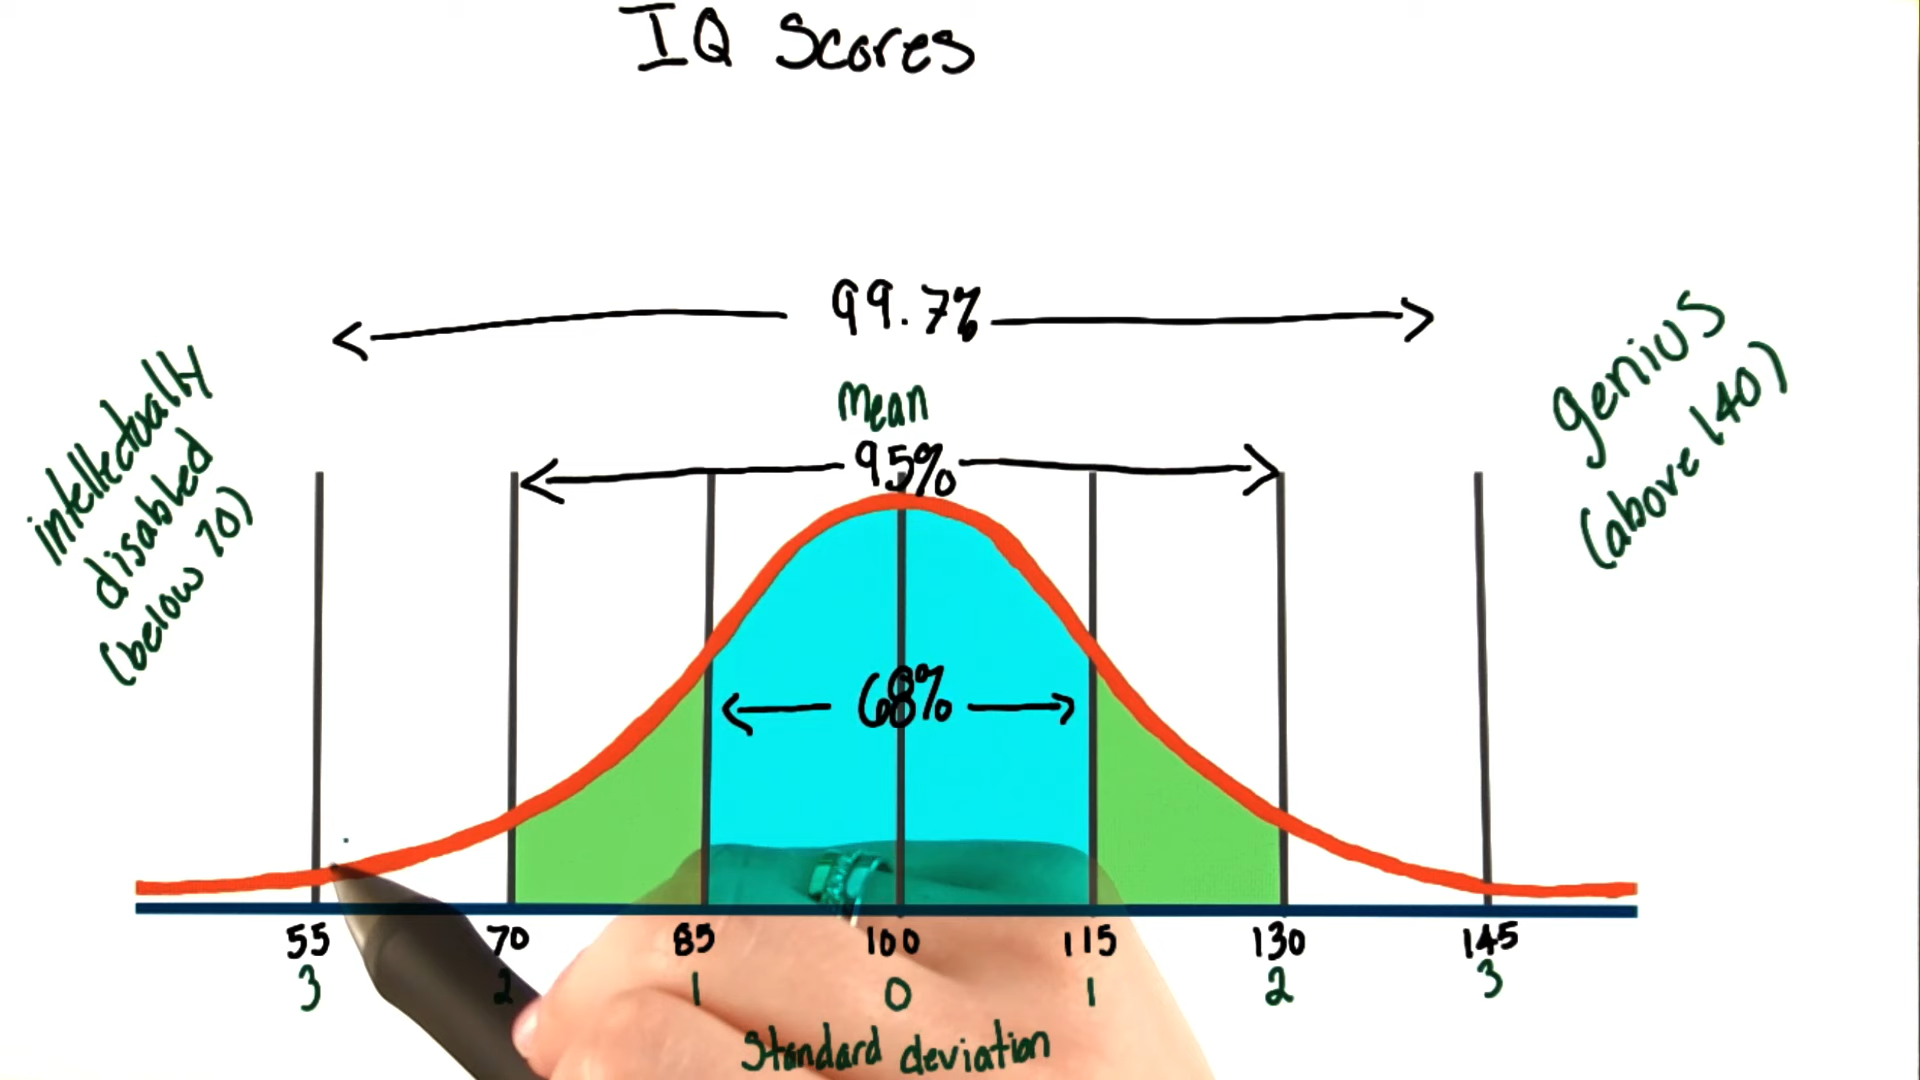 IQ Scores
99.7%
mean
95%
intellectually
disabled
(below 70)
genius
(above 140)
68%
55 70 85 100 115 130 145
3 2 1 0 1 2 3
Standard deviation